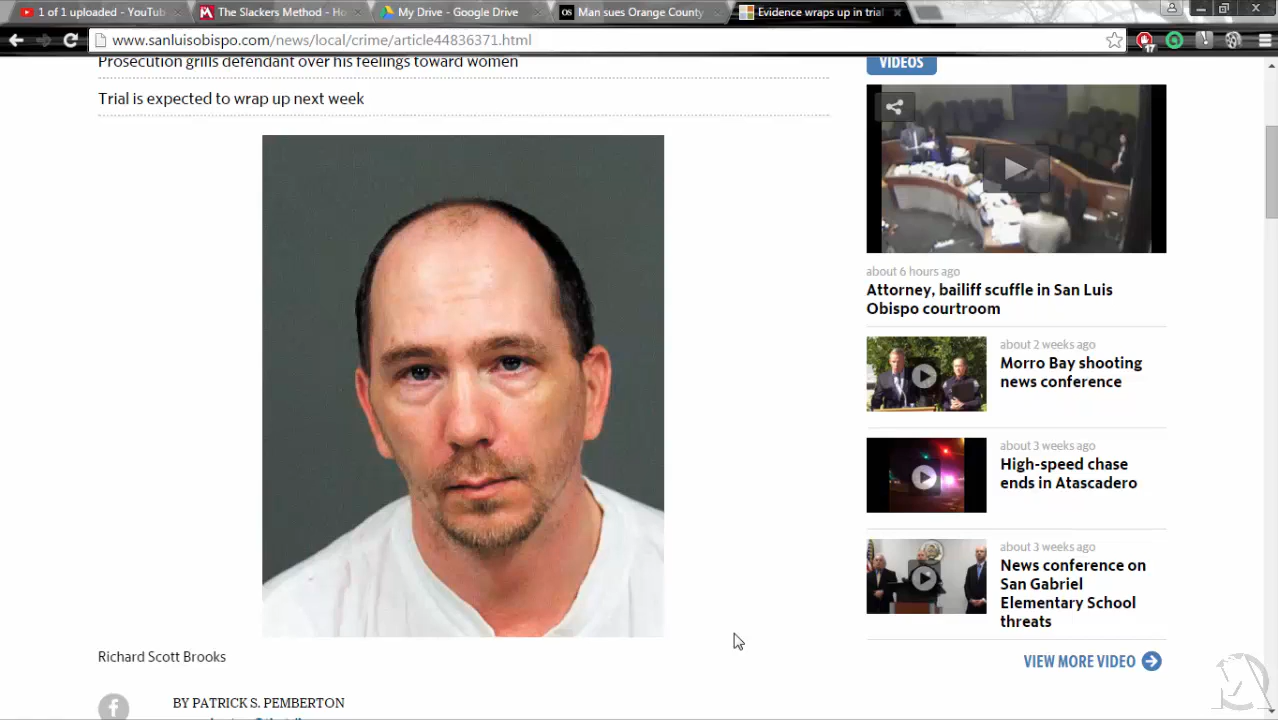 1 of 1 uploaded - YouTub
The Slackers Method - Ho
My Drive - Google Drive
Man sues Orange County
Evidence wraps up in trial
www.sanluisobispo.com/news/local/crime/article44836371.html
17
Prosecution grills defendant over his feelings toward women
Trial is expected to wrap up next week
Richard Scott Brooks
BY PATRICK S. PEMBERTON
VIDEOS
about 6 hours ago
Attorney, bailiff scuffle in San Luis
Obispo courtroom
about 2 weeks ago
Morro Bay shooting
news conference
about 3 weeks ago
High-speed chase
ends in Atascadero
about 3 weeks ago
News conference on
San Gabriel
Elementary School
threats
VIEW MORE VIDEO